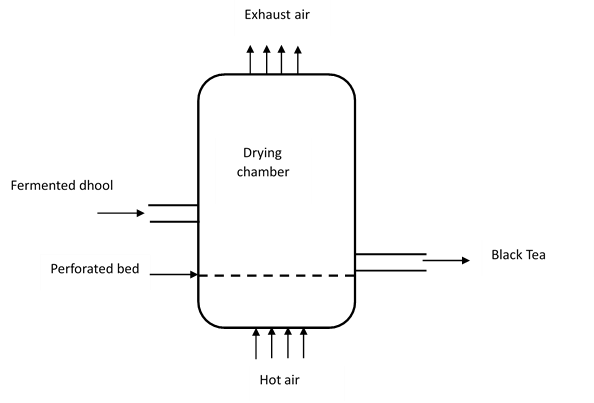 Exhaust air
Drying
chamber
Fermented dhool
Black Tea
Perforated bed
Hot air